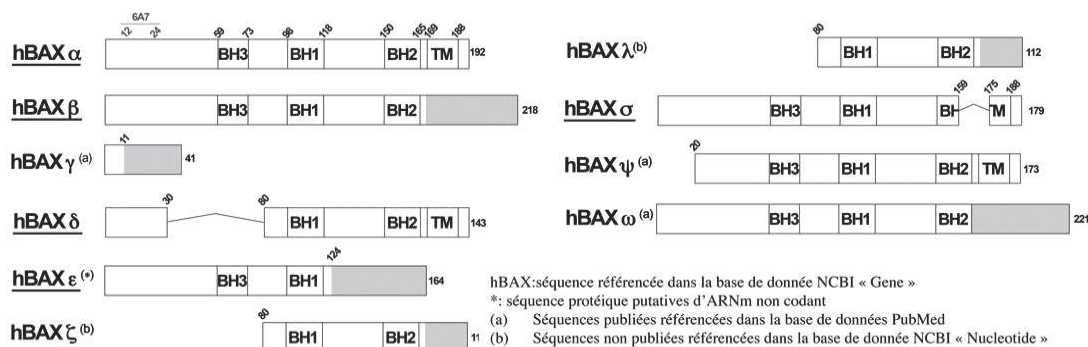 6A7
12 24 59 73 98 118 150 165 169 188
hBAX α BH3 BH1 BH2 TM 192
hBAX β BH3 BH1 BH2 218
11
hBAX γ (a) 41
30 80
hBAX δ BH1 BH2 TM 143
124
hBAX ε (*) BH3 BH1 164
80
hBAX ζ (b) BH1 BH2
80
hBAX λ (b) BH1 BH2 112
159 175 188
hBAX σ BH3 BH1 BH TM 179
20
hBAX ψ (a) BH3 BH1 BH2 TM 173
hBAX ω (a) BH3 BH1 BH2 221
hBAX:séquence référencée dans la base de donnée NCBI « Gene »
*: séquence protéique putatives d'ARNm non codant
(a) Séquences publiées référencées dans la base de données PubMed
(b) Séquences non publiées référencées dans la base de donnée NCBI « Nucleotide »